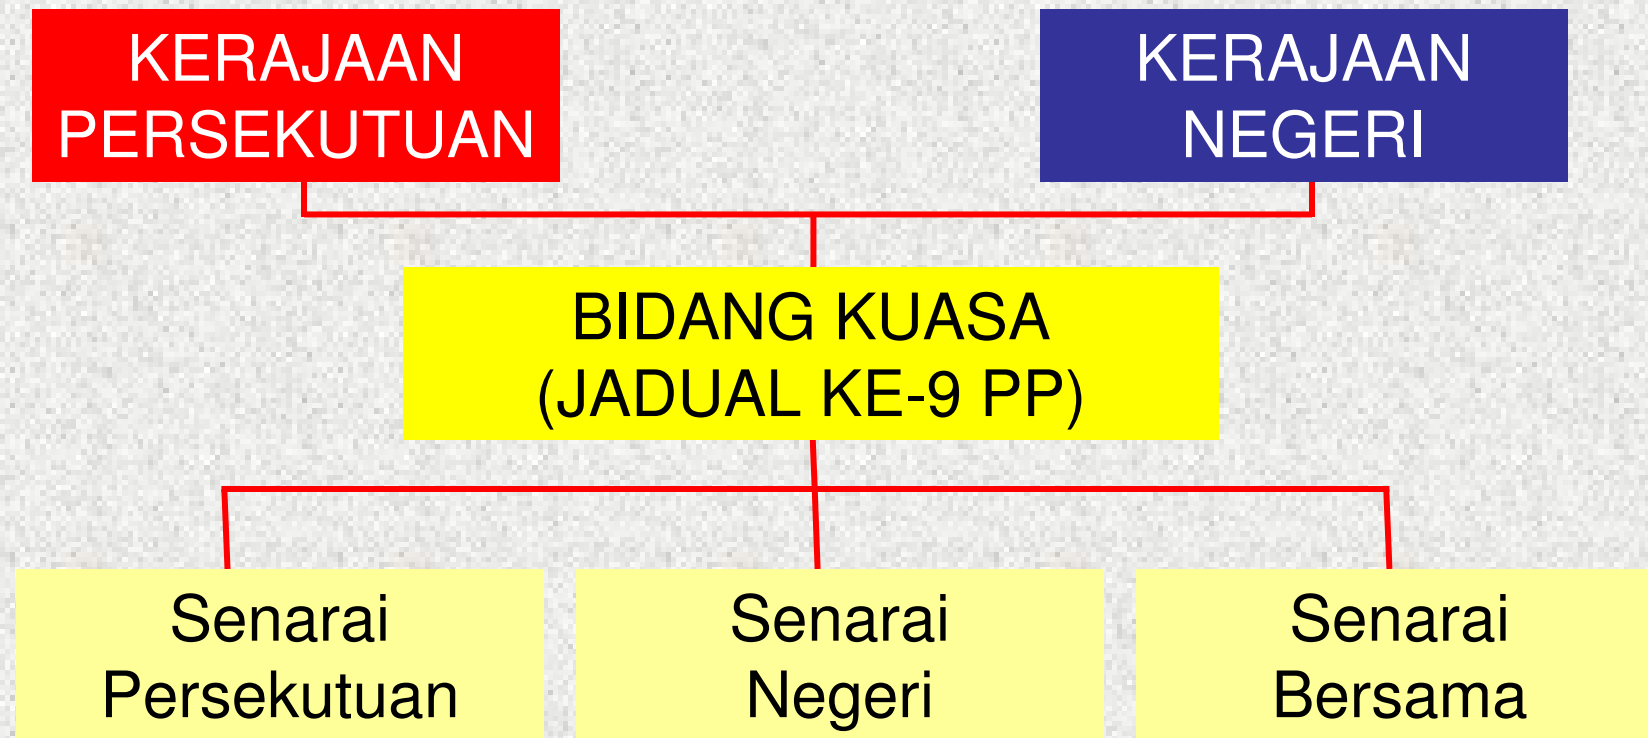 KERAJAAN
PERSEKUTUAN
KERAJAAN
NEGERI
BIDANG KUASA
(JADUAL KE-9 PP)
Senarai
Persekutuan
Senarai
Negeri
Senarai
Bersama